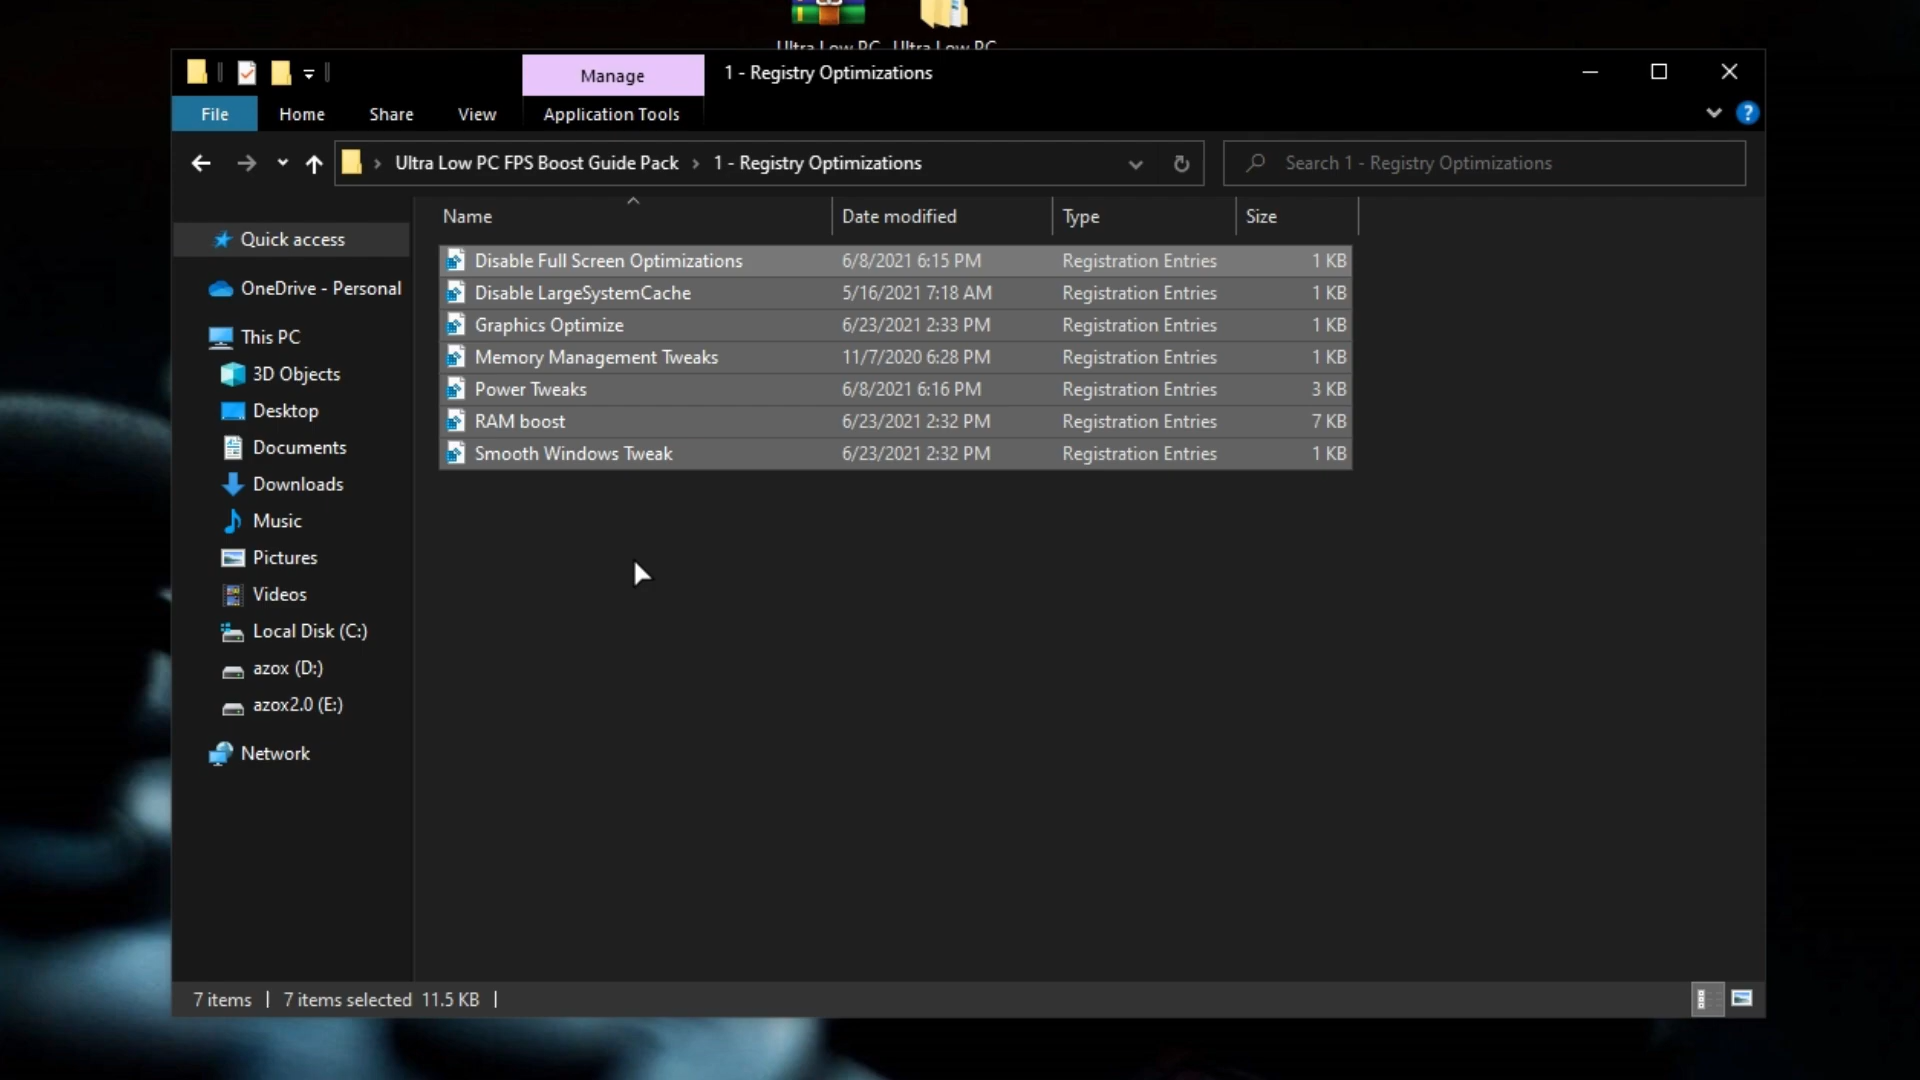 Ultra Low PC Ultra Low PC
Manage
1 - Registry Optimizations
File
Home
Share
View
Application Tools
?
Ultra Low PC FPS Boost Guide Pack
1 - Registry Optimizations
Search 1 - Registry Optimizations
Name
Date modified
Type
Size
Quick access
OneDrive - Personal
This PC
3D Objects
Desktop
Documents
Downloads
Music
Pictures
Videos
Local Disk (C:)
azox (D:)
azox2.0 (E:)
Network
Disable Full Screen Optimizations 6/8/2021 6:15 PM Registration Entries 1 KB
Disable LargeSystemCache 5/16/2021 7:18 AM Registration Entries 1 KB
Graphics Optimize 6/23/2021 2:33 PM Registration Entries 1 KB
Memory Management Tweaks 11/7/2020 6:28 PM Registration Entries 1 KB
Power Tweaks 6/8/2021 6:16 PM Registration Entries 3 KB
RAM boost 6/23/2021 2:32 PM Registration Entries 7 KB
Smooth Windows Tweak 6/23/2021 2:32 PM Registration Entries 1 KB
7 items | 7 items selected 11.5 KB |